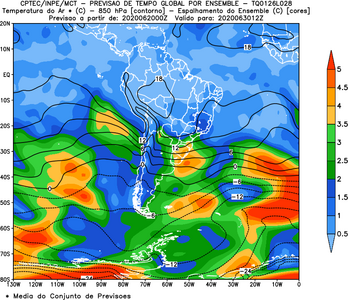 CPTEC/INPE/MCT – PREVISAO DE TEMPO GLOBAL POR ENSEMBLE – TQ0126L028
Temperatura do Ar * (C) – 850 hPa [contorno] – Espalhamento do Ensemble (C) [cores]
Previsao a partir de: 2020062000Z Valido para: 2020063012Z
20N
10N
EQ
10S
20S
30S
40S
50S
60S
70S
80S
130W 120W 110W 100W 90W 80W 70W 60W 50W 40W 30W 20W 10W 0
18
18
12
12
6
0
0
-6
-12
-6
-12
-24
-24
5
4.5
4
3.5
3
2.5
2
1.5
1
0.5
* Media do Conjunto de Previsoes